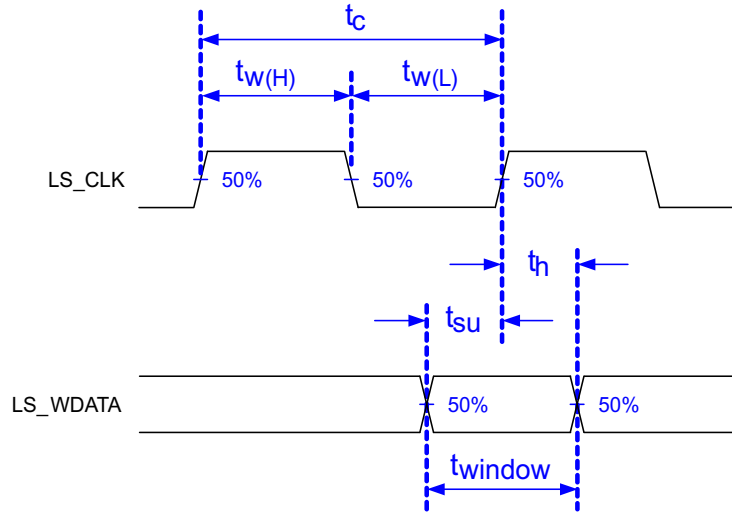 tc
tw(H) tw(L)
LS_CLK 50% 50% 50%
th
tsu
LS_WDATA 50% 50%
twindow